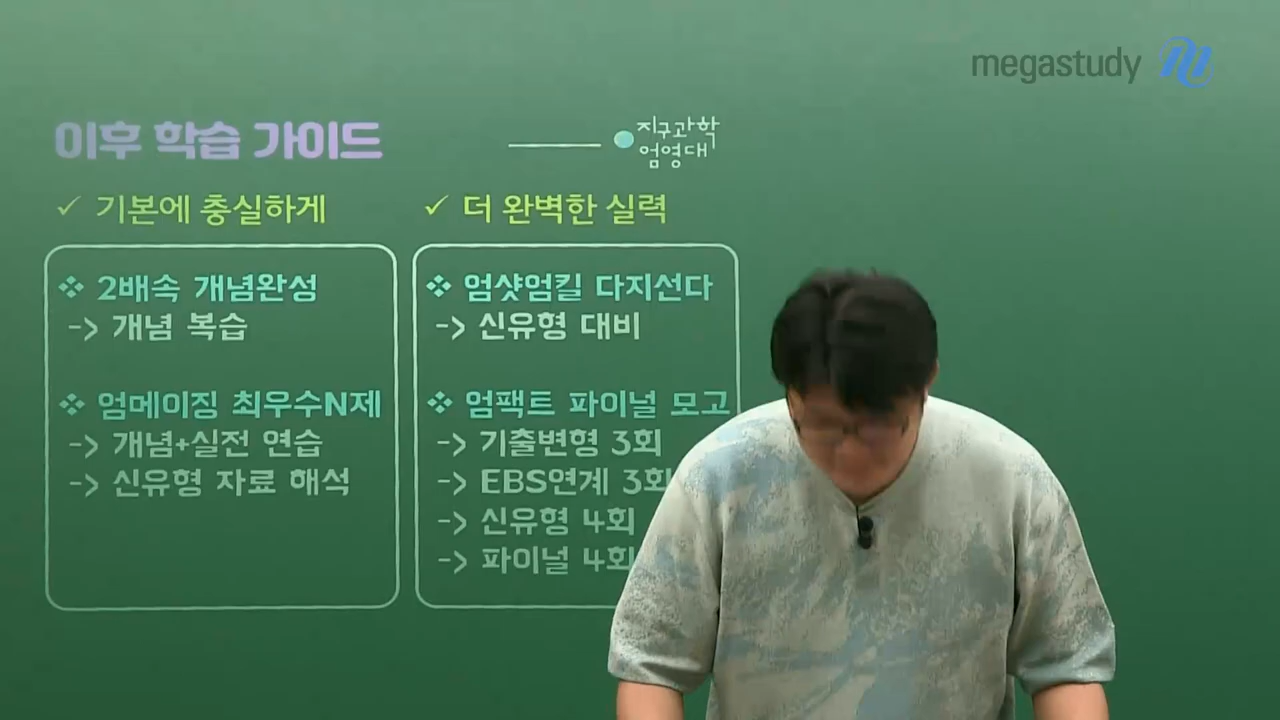 megastudy
이후 학습 가이드
지구과학
엄영대
✓ 기본에 충실하게
❖ 2배속 개념완성
-> 개념 복습
❖ 엄메이징 최우수N제
-> 개념+실전 연습
-> 신유형 자료 해석
✓ 더 완벽한 실력
❖ 엄샷엄킬 다지선다
-> 신유형 대비
❖ 엄팩트 파이널 모고
-> 기출변형 3회
-> EBS연계 3회
-> 신유형 4회
-> 파이널 4회